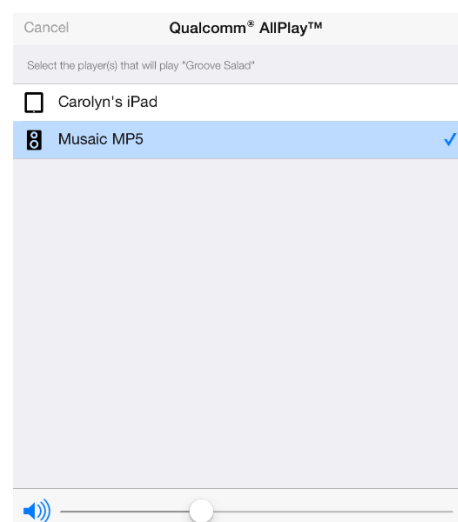 Cancel Qualcomm® AllPlay™
Select the player(s) that will play "Groove Salad"
Carolyn's iPad
Musaic MP5